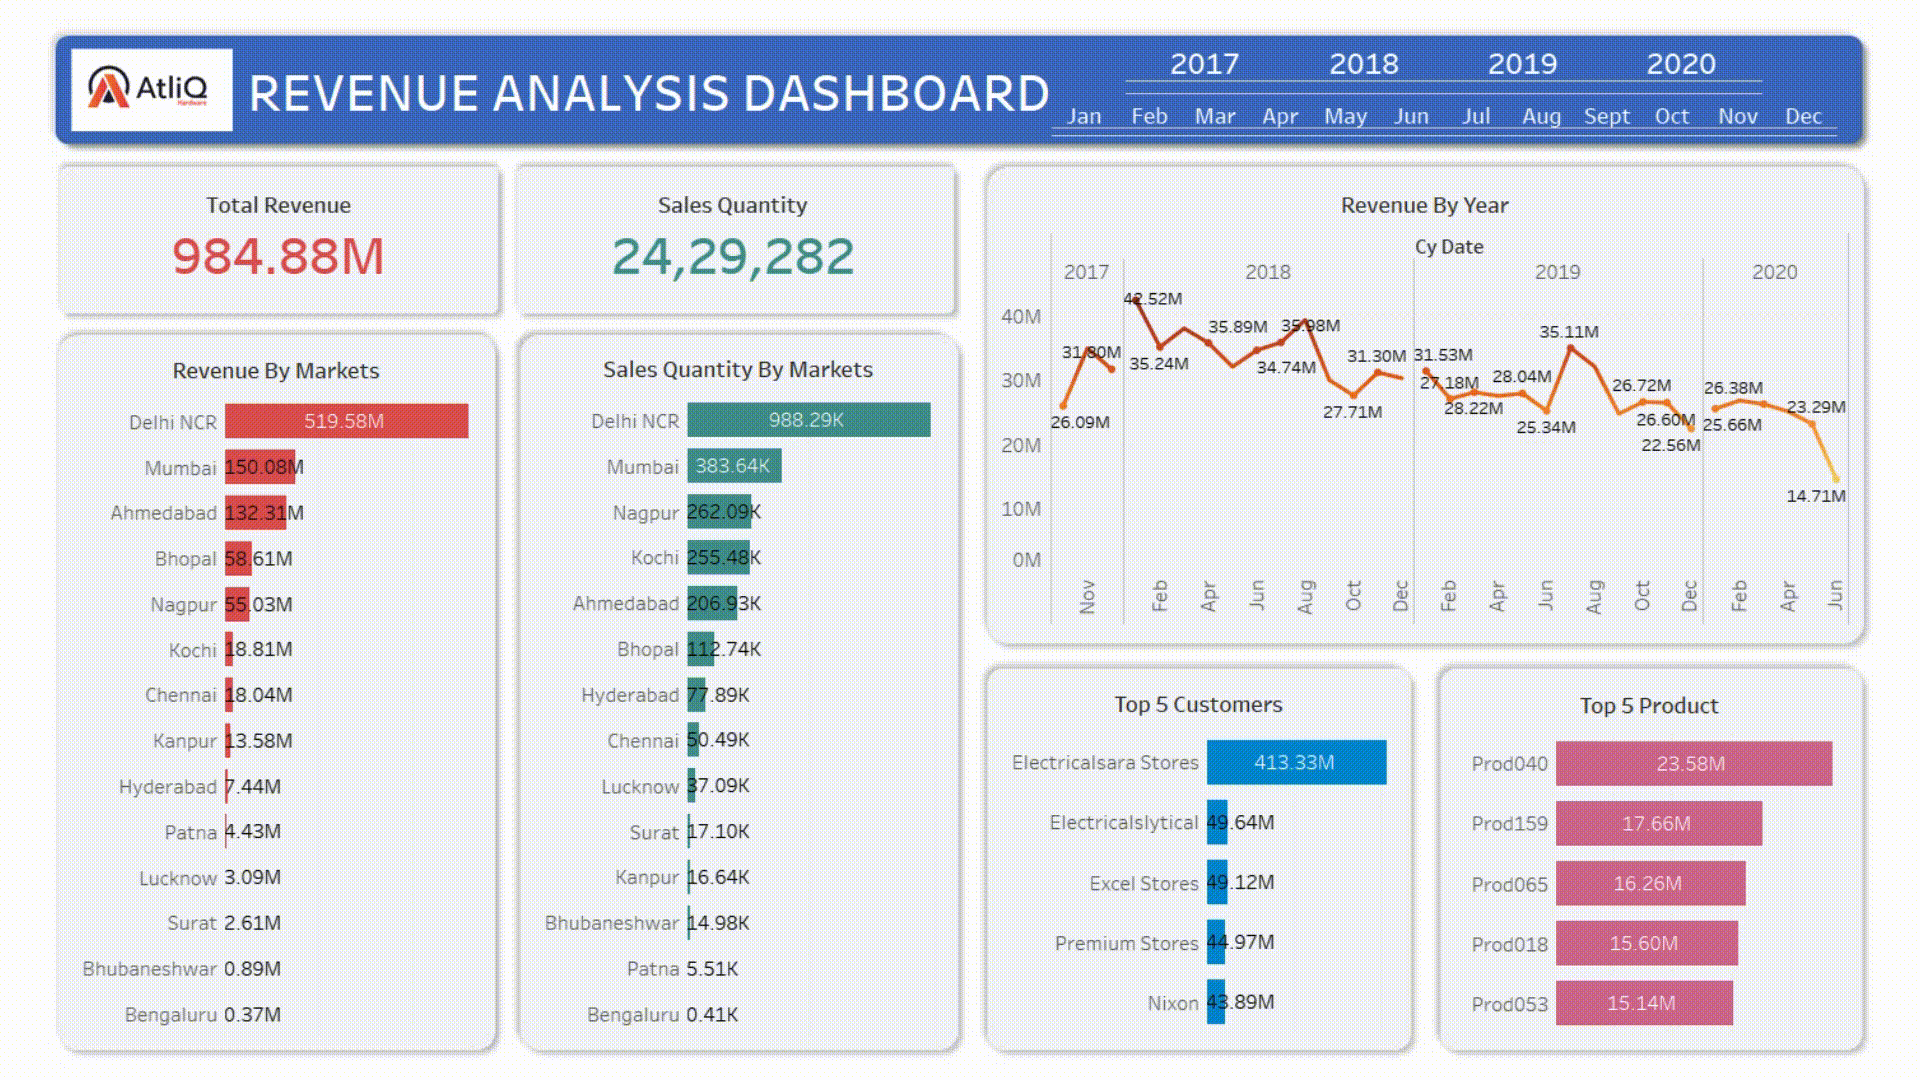 AtliQ
Hardware
REVENUE ANALYSIS DASHBOARD
2017 2018 2019 2020
Jan Feb Mar Apr May Jun Jul Aug Sept Oct Nov Dec
Total Revenue
984.88M
Sales Quantity
24,29,282
Revenue By Markets
Delhi NCR 519.58M
Mumbai 150.08M
Ahmedabad 132.31M
Bhopal 58.61M
Nagpur 55.03M
Kochi 18.81M
Chennai 18.04M
Kanpur 13.58M
Hyderabad 7.44M
Patna 4.43M
Lucknow 3.09M
Surat 2.61M
Bhubaneshwar 0.89M
Bengaluru 0.37M
Sales Quantity By Markets
Delhi NCR 988.29K
Mumbai 383.64K
Nagpur 262.09K
Kochi 255.48K
Ahmedabad 206.93K
Bhopal 112.74K
Hyderabad 77.89K
Chennai 50.49K
Lucknow 37.09K
Surat 17.10K
Kanpur 16.64K
Bhubaneshwar 14.98K
Patna 5.51K
Bengaluru 0.41K
Revenue By Year
Cy Date
2017 2018 2019 2020
42.52M
40M
35.89M 35.98M 35.11M
31.80M 35.24M 34.74M 31.30M 31.53M
30M
27.18M 28.04M 26.72M 26.38M
26.09M 27.71M 28.22M 25.34M 26.60M 25.66M 23.29M
20M
22.56M
14.71M
10M
0M
Nov Feb Apr Jun Aug Oct Dec Feb Apr Jun Aug Oct Dec Feb Apr Jun
Top 5 Customers
Electricalsara Stores 413.33M
Electricalslytical 49.64M
Excel Stores 49.12M
Premium Stores 44.97M
Nixon 43.89M
Top 5 Product
Prod040 23.58M
Prod159 17.66M
Prod065 16.26M
Prod018 15.60M
Prod053 15.14M